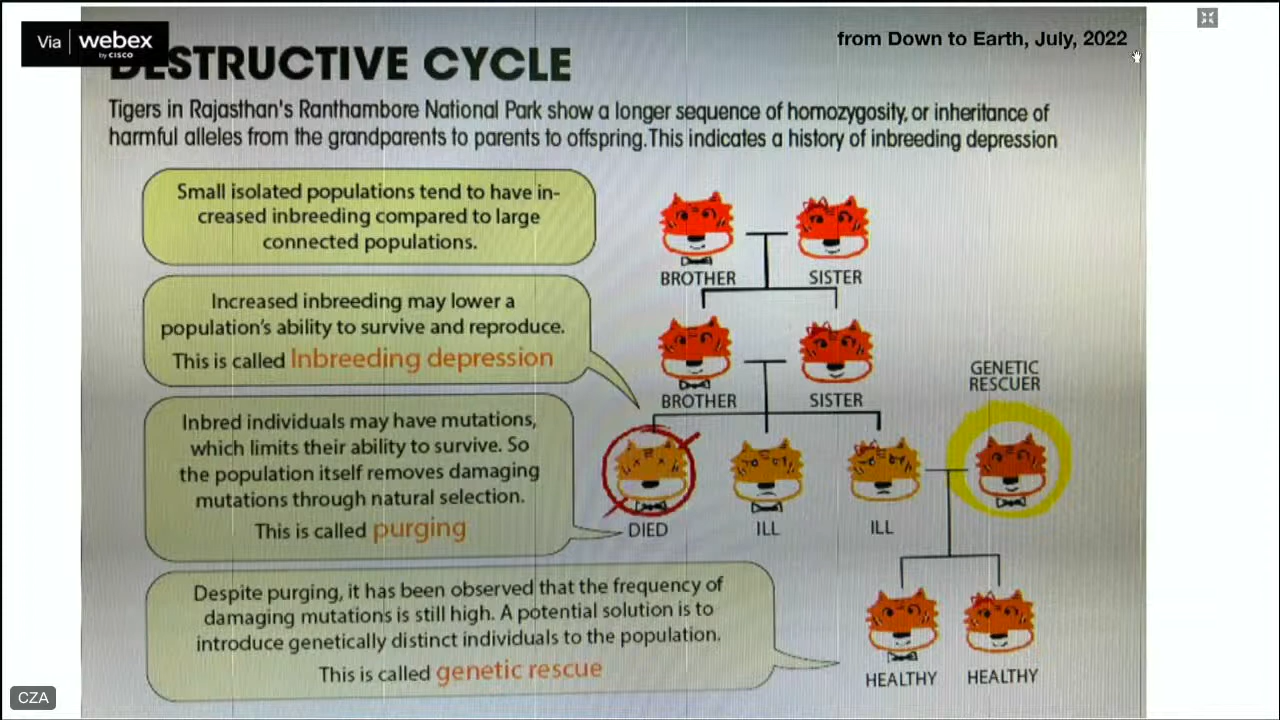 Via webex
by CISCO
from Down to Earth, July, 2022
DESTRUCTIVE CYCLE
Tigers in Rajasthan's Ranthambore National Park show a longer sequence of homozygosity, or inheritance of
harmful alleles from the grandparents to parents to offspring. This indicates a history of inbreeding depression
Small isolated populations tend to have in-
creased inbreeding compared to large
connected populations.
Increased inbreeding may lower a
population's ability to survive and reproduce.
This is called Inbreeding depression
Inbred individuals may have mutations,
which limits their ability to survive. So
the population itself removes damaging
mutations through natural selection.
This is called purging
Despite purging, it has been observed that the frequency of
damaging mutations is still high. A potential solution is to
introduce genetically distinct individuals to the population.
This is called genetic rescue
BROTHER SISTER
BROTHER SISTER
GENETIC
RESCUER
DIED ILL ILL
HEALTHY HEALTHY
CZA